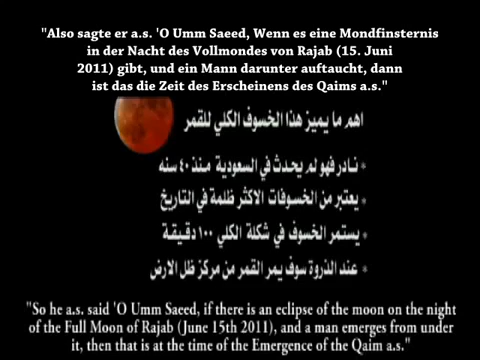 "Also sagte er a.s. 'O Umm Saeed, Wenn es eine Mondfinsternis
in der Nacht des Vollmondes von Rajab (15. Juni
2011) gibt, und ein Mann darunter auftaucht, dann
ist das die Zeit des Erscheinens des Qaims a.s."
اهم ما يميز هذا الخسوف الكلي للقمر
* نادر فهو لم يحدث في السعودية منذ ٤٠ سنه
* يعتبر من الخسوفات الاكثر ظلمة في التاريخ
* يستمر الخسوف في شكلة الكلي ١٠٠ دقيقة
* عند الذروة سوف يمر القمر من مركز ظل الارض
"So he a.s. said 'O Umm Saeed, if there is an eclipse of the moon on the night
of the Full Moon of Rajab (June 15th 2011), and a man emerges from under
it, then that is at the time of the Emergence of the Qaim a.s."